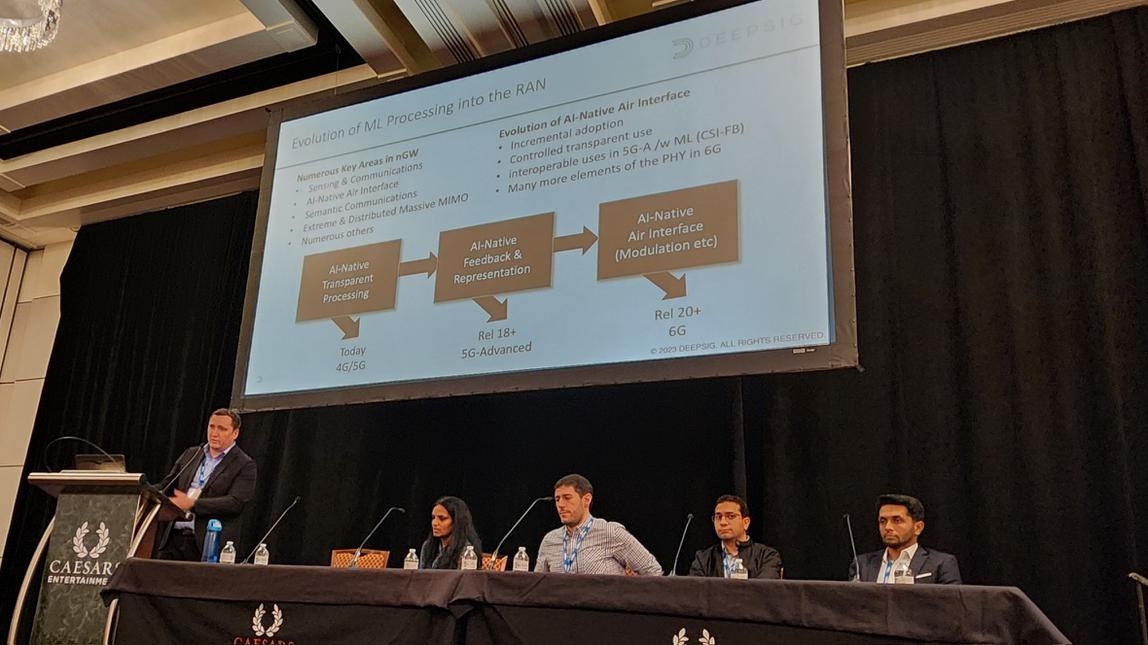 DEEPSIG
Evolution of ML Processing into the RAN
Numerous Key Areas in nGW
• Sensing & Communications
• AI-Native Air Interface
• Semantic Communications
• Extreme & Distributed Massive MIMO
• Numerous others
Evolution of AI-Native Air Interface
• Incremental adoption
• Controlled transparent use
• interoperable uses in 5G-A /w ML (CSI-FB)
• Many more elements of the PHY in 6G
AI-Native
Transparent
Processing
AI-Native
Feedback &
Representation
AI-Native
Air Interface
(Modulation etc)
Today
4G/5G
Rel 18+
5G-Advanced
Rel 20+
6G
© 2023 DEEPSIG. ALL RIGHTS RESERVED.
CAESARS
ENTERTAINME
CAESARS